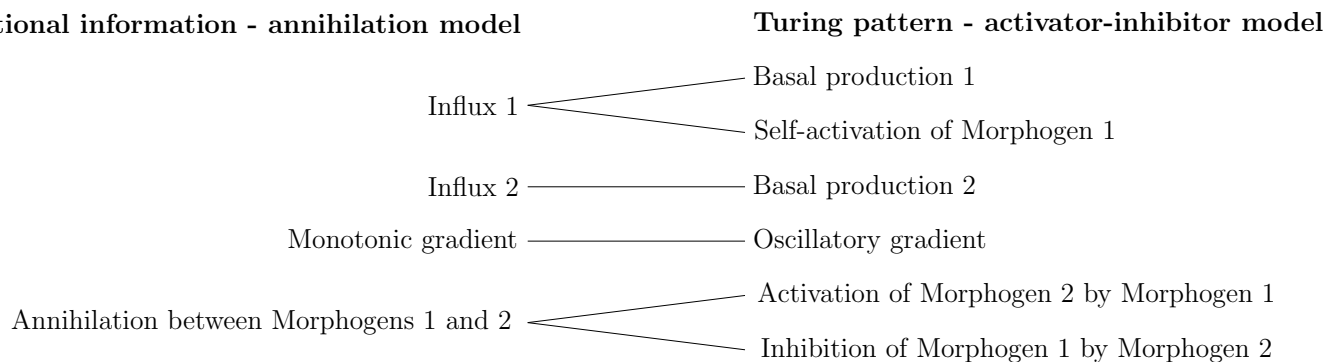 tional information - annihilation model
Turing pattern - activator-inhibitor model
Influx 1
Basal production 1
Self-activation of Morphogen 1
Influx 2
Basal production 2
Monotonic gradient
Oscillatory gradient
Annihilation between Morphogens 1 and 2
Activation of Morphogen 2 by Morphogen 1
Inhibition of Morphogen 1 by Morphogen 2